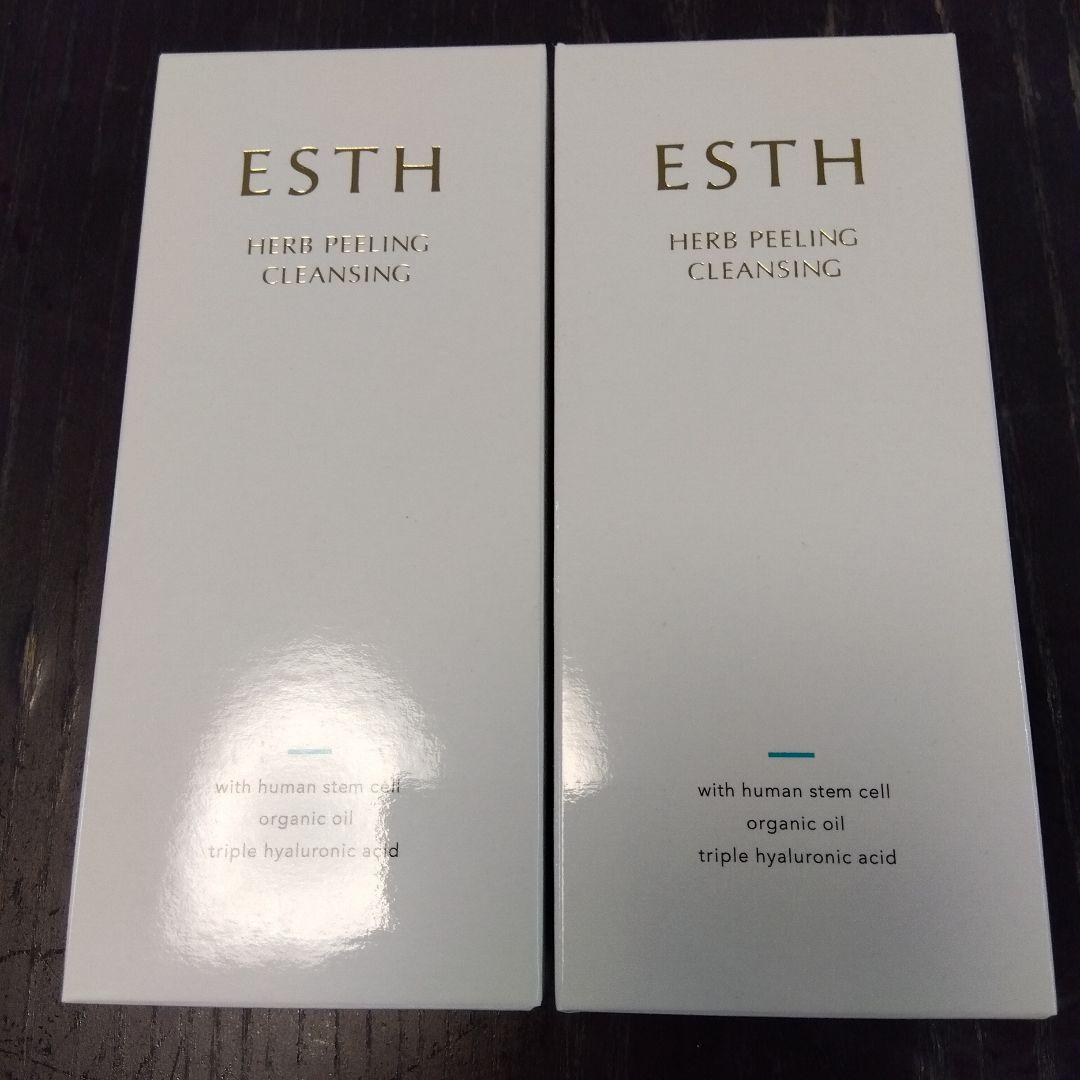 ESTH
HERB PEELING
CLEANSING
with human stem cell
organic oil
triple hyaluronic acid
ESTH
HERB PEELING
CLEANSING
with human stem cell
organic oil
triple hyaluronic acid